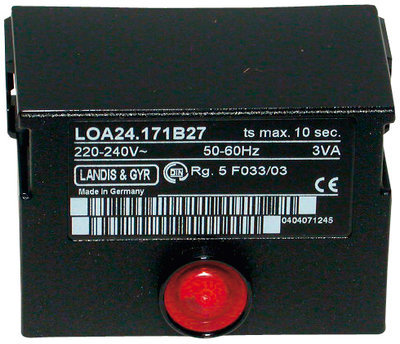 LOA24.171B27 ts max. 10 sec.
220-240V~ 50-60Hz 3VA
LANDIS & GYR DIN Rg. 5 F033/03
Made in Germany CE
0404071245